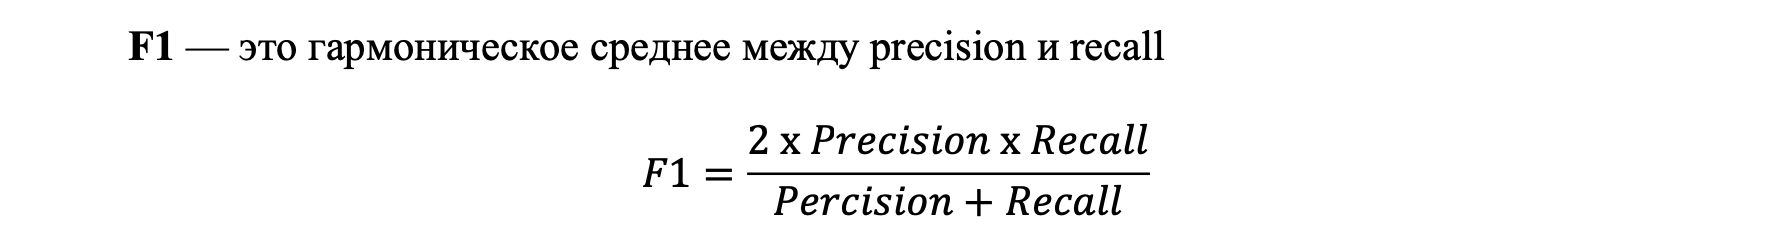 F1 — это гармоническое среднее между precision и recall
F1 = 2 x Precision x Recall / Percision + Recall